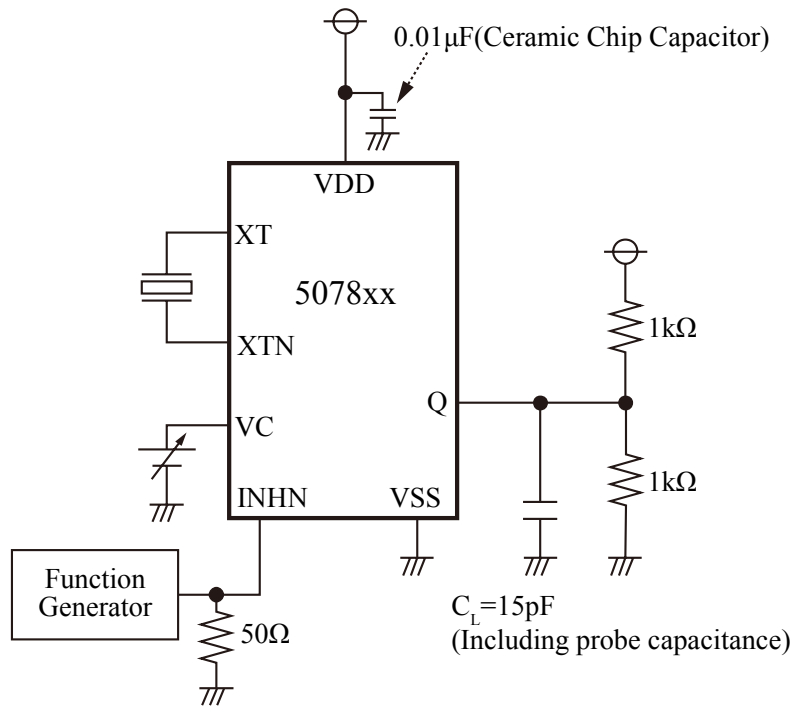 0.01μF(Ceramic Chip Capacitor)
VDD
XT
5078xx
1kΩ
XTN
Q
VC
1kΩ
INHN
VSS
Function
Generator
50Ω
CL=15pF
(Including probe capacitance)